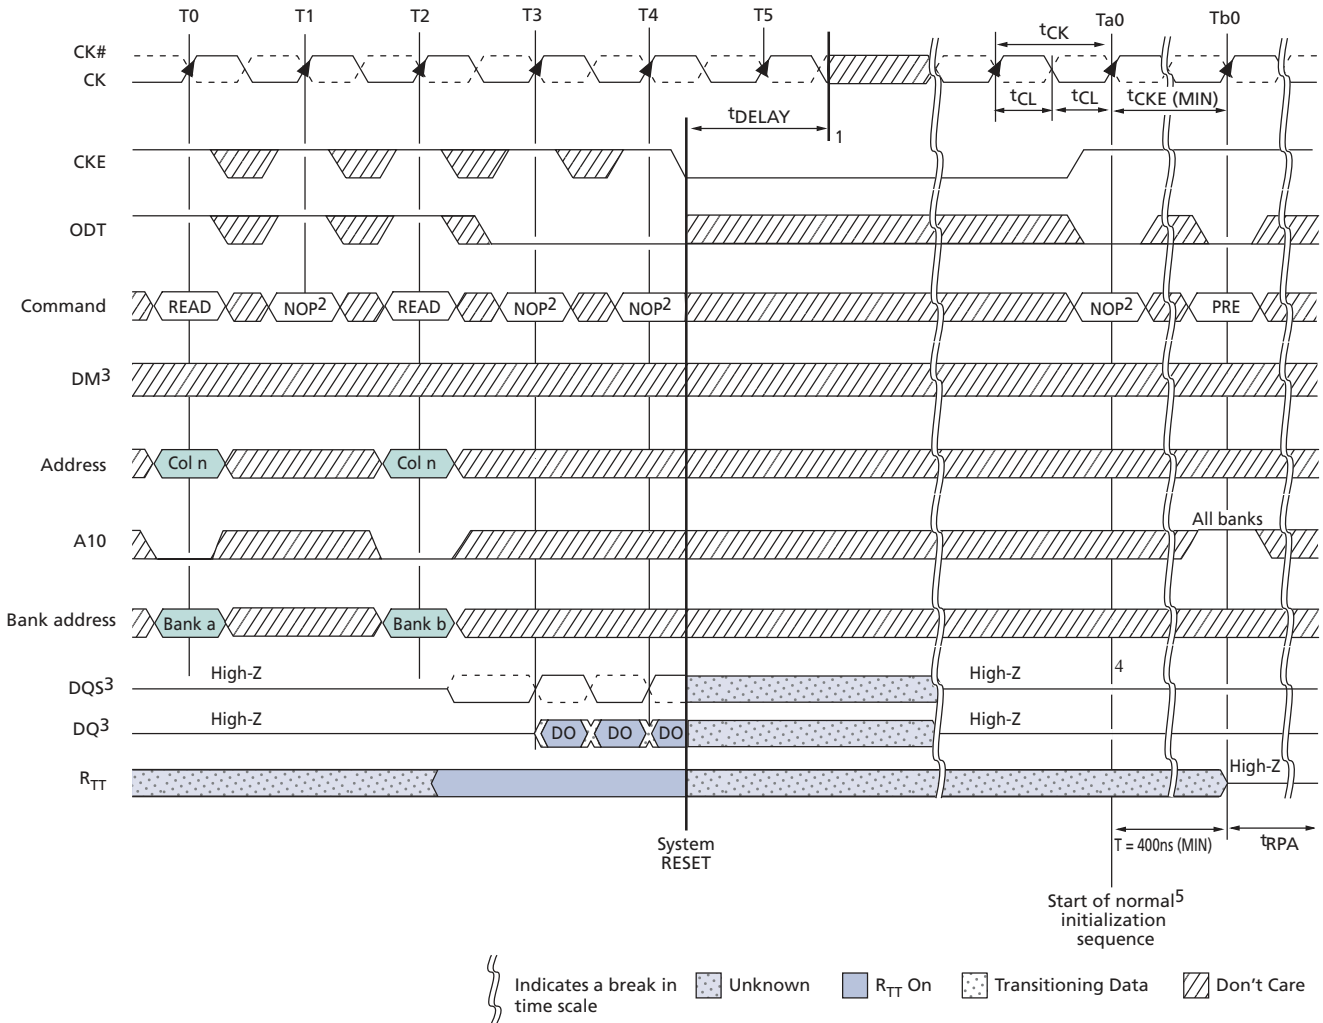 T0 T1 T2 T3 T4 T5 Ta0 Tb0
CK#
CK
tCK
tCL tCL tCKE (MIN)
tDELAY
1
CKE
ODT
Command READ NOP2 READ NOP2 NOP2 NOP2 PRE
DM3
Address Col n Col n
A10 All banks
Bank address Bank a Bank b
DQS3 High-Z High-Z 4
DQ3 High-Z DO DO DO High-Z
RTT High-Z
System
RESET
T = 400ns (MIN) tRPA
Start of normal5
initialization
sequence
Indicates a break in
time scale
Unknown RTT On Transitioning Data Don't Care